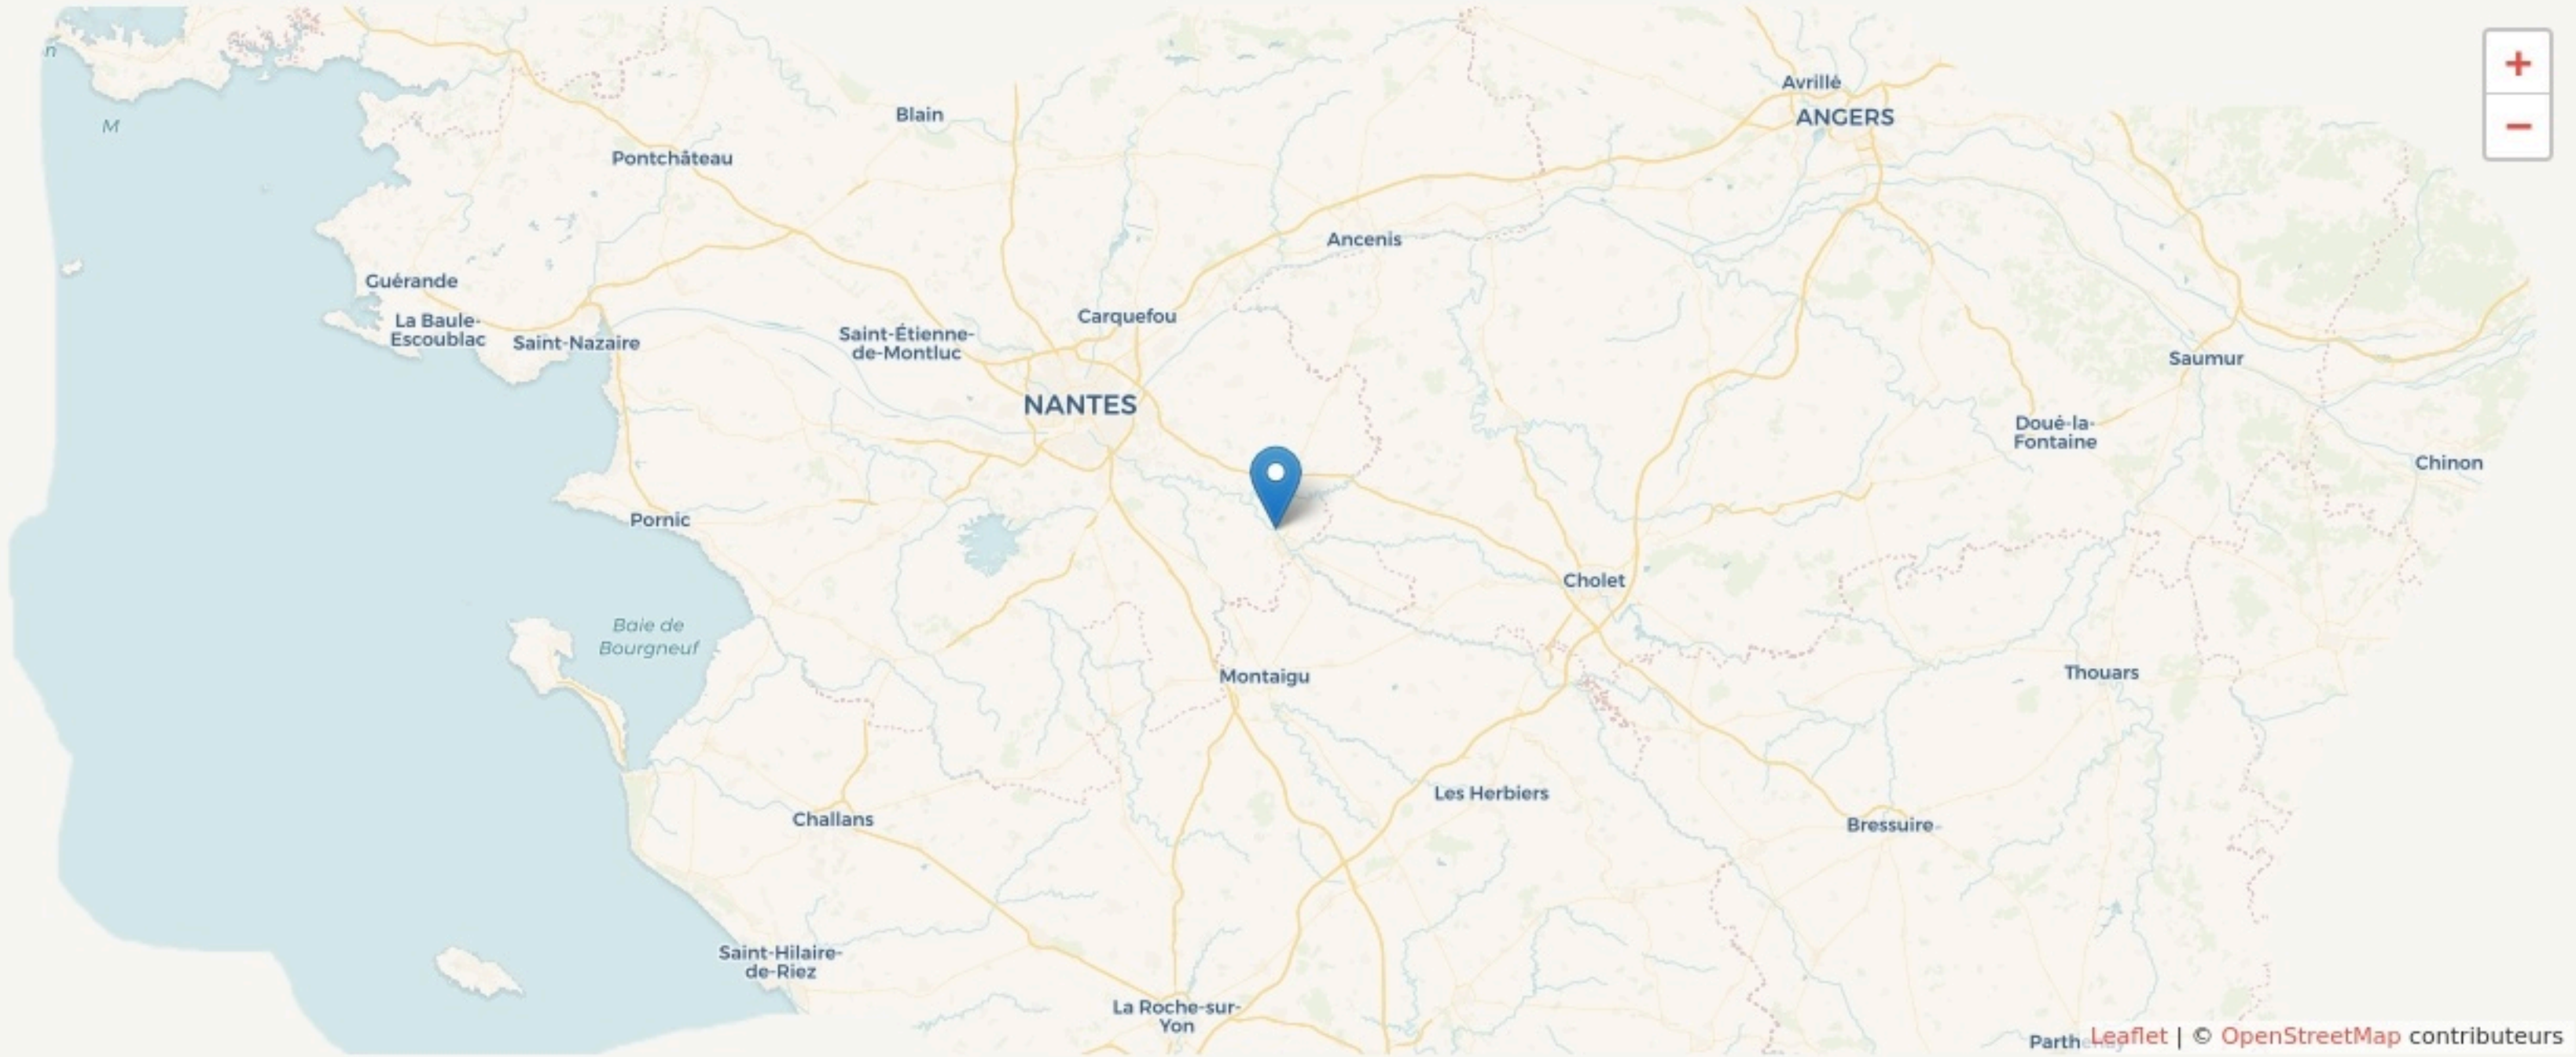 n
M
Blain
Avrillé
ANGERS
Pontchâteau
Ancenis
Guérande
La Baule-
Escoublac
Saint-Nazaire
Saint-Étienne-
de-Montluc
Carquefou
NANTES
Saumur
Doué-la-
Fontaine
Chinon
Pornic
Cholet
Baie de
Bourgneuf
Montaigu
Thouars
Challans
Les Herbiers
Bressuire
Saint-Hilaire-
de-Riez
La Roche-sur-
Yon
+
−
Leaflet | © OpenStreetMap contributeurs